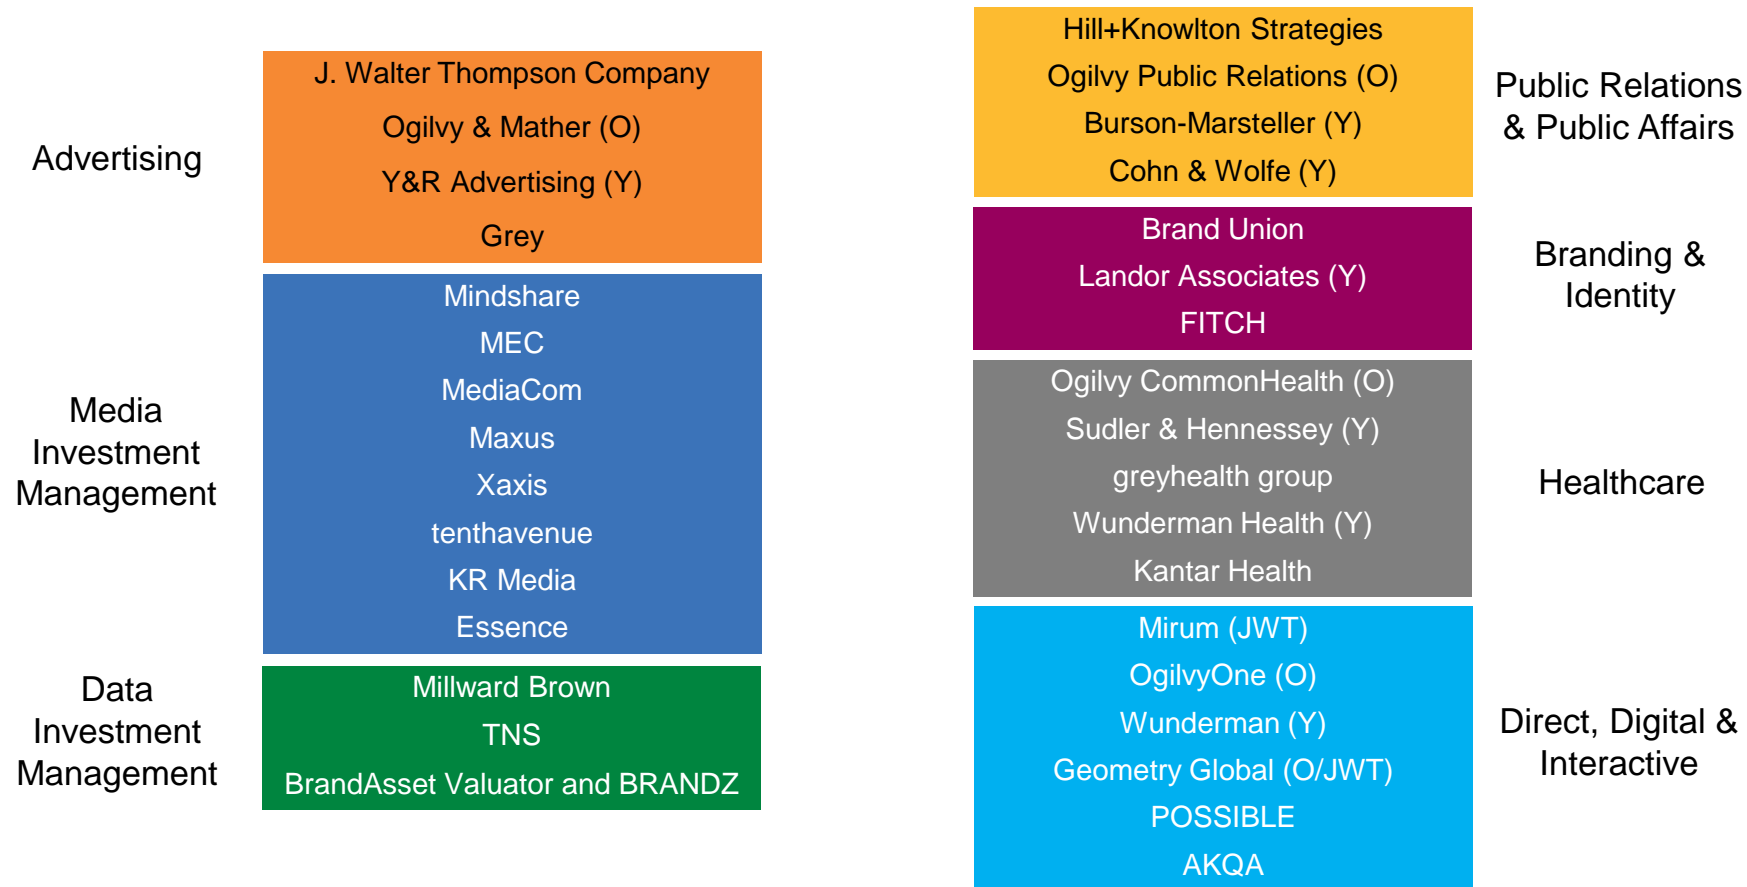 Advertising
J. Walter Thompson Company
Ogilvy & Mather (O)
Y&R Advertising (Y)
Grey
Media
Investment
Management
Mindshare
MEC
MediaCom
Maxus
Xaxis
tenthavenue
KR Media
Essence
Data
Investment
Management
Millward Brown
TNS
BrandAsset Valuator and BRANDZ
Hill+Knowlton Strategies
Ogilvy Public Relations (O)
Burson-Marsteller (Y)
Cohn & Wolfe (Y)
Public Relations
& Public Affairs
Brand Union
Landor Associates (Y)
FITCH
Branding &
Identity
Ogilvy CommonHealth (O)
Sudler & Hennessey (Y)
greyhealth group
Wunderman Health (Y)
Kantar Health
Healthcare
Mirum (JWT)
OgilvyOne (O)
Wunderman (Y)
Geometry Global (O/JWT)
POSSIBLE
AKQA
Direct, Digital &
Interactive